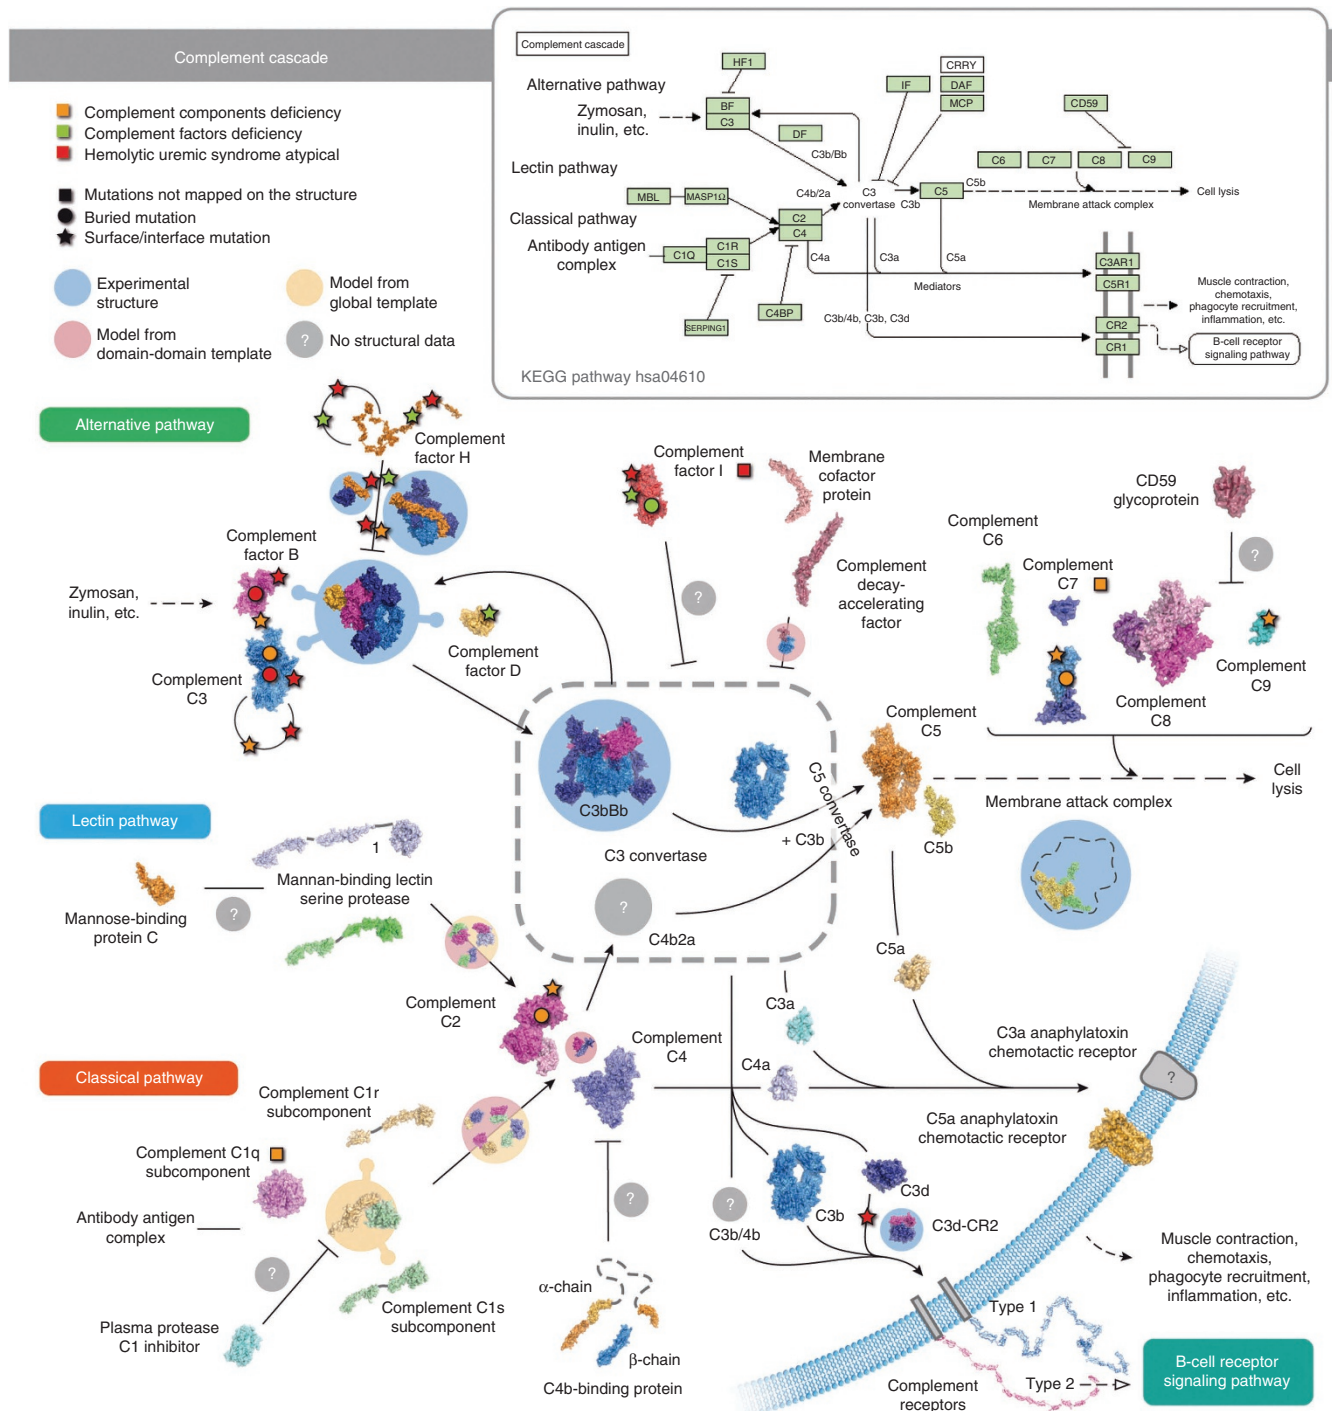 Complement cascade
Complement components deficiency
Complement factors deficiency
Hemolytic uremic syndrome atypical
Mutations not mapped on the structure
Buried mutation
Surface/interface mutation
Experimental
structure
Model from
global template
Model from
domain-domain template
?
No structural data
Complement cascade
Alternative pathway
Zymosan,
inulin, etc.
Lectin pathway
Classical pathway
Antibody antigen
complex
HF1
BF
C3
DF
C3b/Bb
IF
CRRY
DAF
MCP
CD59
C6
C7
C8
C9
MBL
MASP1Ω
C4b/2a
C3
convertase
C3b
C5
C5b
Cell lysis
Membrane attack complex
C2
C4
C1Q
C1R
C1S
C4a
C3a
C5a
Mediators
C4BP
SERPING1
C3b/4b, C3b, C3d
C3AR1
C5R1
CR2
CR1
Muscle contraction,
chemotaxis,
phagocyte recruitment,
inflammation, etc.
B-cell receptor
signaling pathway
KEGG pathway hsa04610
Alternative pathway
Complement
factor H
Complement
factor B
Zymosan,
inulin, etc.
Complement
C3
Complement
factor D
Complement
factor I
?
Membrane
cofactor
protein
Complement
decay-
accelerating
factor
CD59
glycoprotein
?
Complement
C6
Complement
C7
Complement
C8
Complement
C9
C3bBb
C3 convertase
C5 convertase
+ C3b
?
C4b2a
Complement
C5
C5b
Membrane attack complex
Cell
lysis
Lectin pathway
1
Mannan-binding lectin
serine protease
?
Mannose-binding
protein C
Complement
C2
Complement
C4
C5a
C3a
C4a
C3a anaphylatoxin
chemotactic receptor
?
C5a anaphylatoxin
chemotactic receptor
Classical pathway
Complement C1r
subcomponent
Complement C1q
subcomponent
Antibody antigen
complex
?
Plasma protease
C1 inhibitor
Complement C1s
subcomponent
?
α-chain
β-chain
C4b-binding protein
?
C3b/4b
C3b
C3d
C3d-CR2
Muscle contraction,
chemotaxis,
phagocyte recruitment,
inflammation, etc.
Type 1
Type 2
Complement
receptors
B-cell receptor
signaling pathway